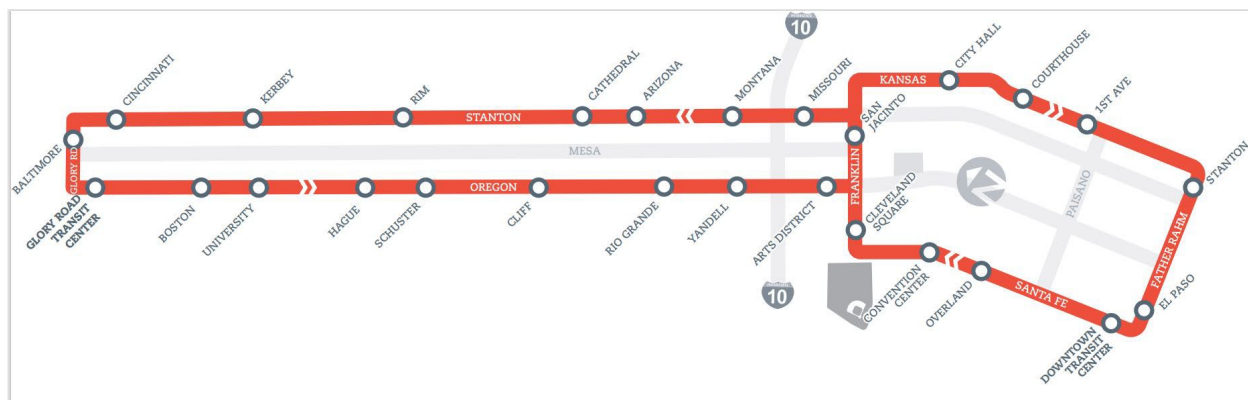 10
CINCINNATI
KERBEY
RIM
CATHEDRAL
ARIZONA
MONTANA
MISSOURI
SAN
JACINTO
KANSAS
CITY HALL
COURTHOUSE
1ST AVE
STANTON
STANTON
BALTIMORE
GLORY RD
MESA
GLORY ROAD
TRANSIT
CENTER
BOSTON
UNIVERSITY
HAGUE
SCHUSTER
OREGON
CLIFF
RIO GRANDE
YANDELL
ARTS DISTRICT
FRANKLIN
CLEVELAND
SQUARE
PAISANO
FATHER RAHM
10
CONVENTION
CENTER
OVERLAND
SANTA FE
DOWNTOWN
TRANSIT
CENTER
EL PASO